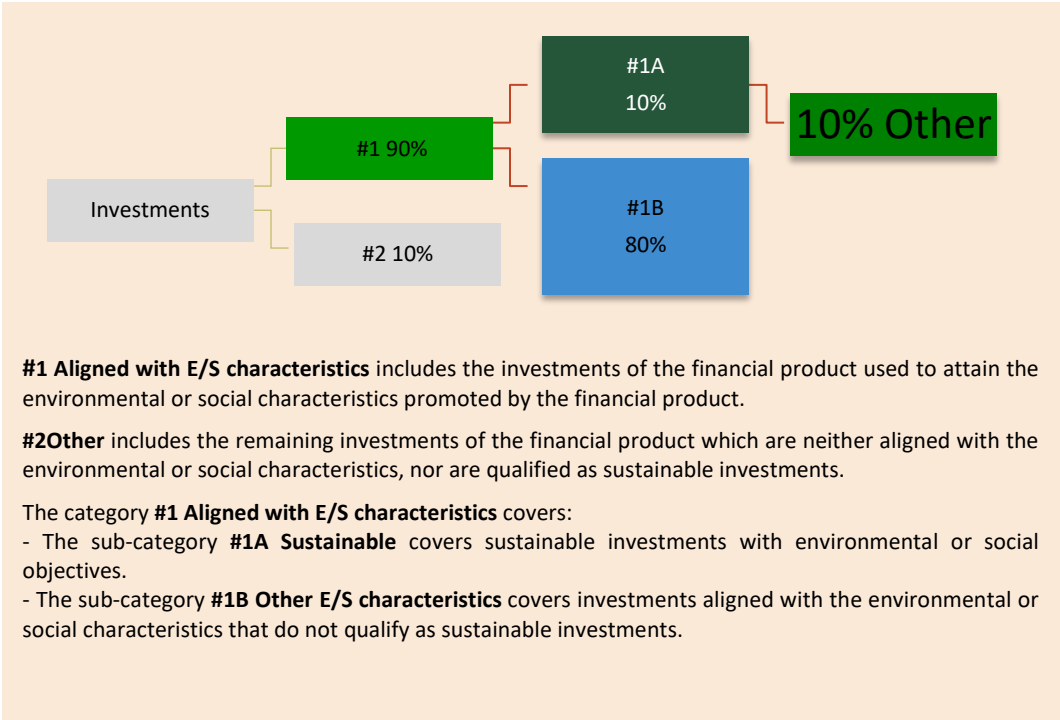 #1A
10%
10% Other
#1 90%
Investments
#1B
80%
#2 10%
#1 Aligned with E/S characteristics includes the investments of the financial product used to attain the
environmental or social characteristics promoted by the financial product.
#2Other includes the remaining investments of the financial product which are neither aligned with the
environmental or social characteristics, nor are qualified as sustainable investments.
The category #1 Aligned with E/S characteristics covers:
- The sub-category #1A Sustainable covers sustainable investments with environmental or social
objectives.
- The sub-category #1B Other E/S characteristics covers investments aligned with the environmental or
social characteristics that do not qualify as sustainable investments.